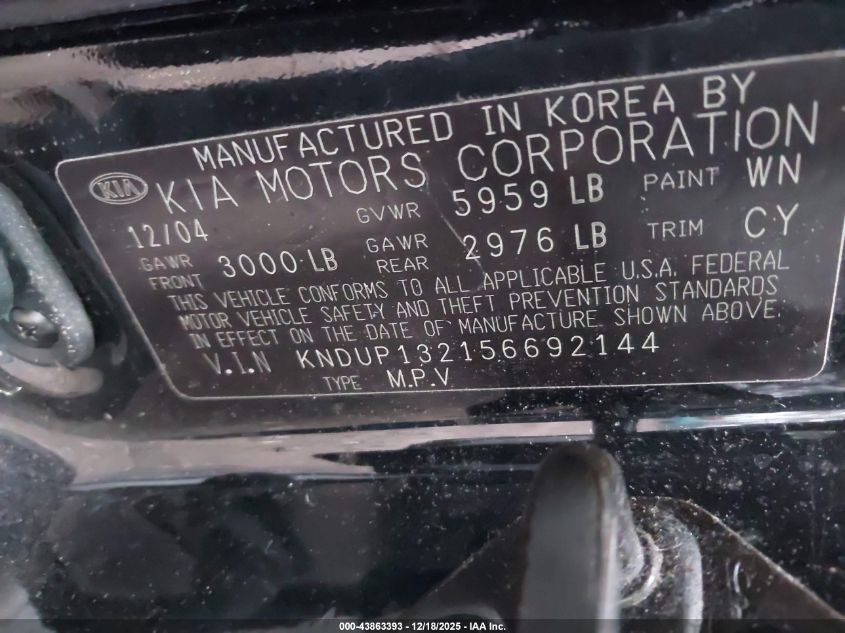 MANUFACTURED IN KOREA BY
KIA KIA MOTORS CORPORATION
12/04 GVWR 5959 LB PAINT WN
GAWR FRONT 3000 LB GAWR REAR 2976 LB TRIM CY
THIS VEHICLE CONFORMS TO ALL APPLICABLE U.S.A. FEDERAL
MOTOR VEHICLE SAFETY AND THEFT PREVENTION STANDARDS
IN EFFECT ON THE DATE OF MANUFACTURE SHOWN ABOVE.
V.I.N KNDUP132156692144
TYPE M.P.V
000-43863393 - 12/18/2025 - IAA Inc.